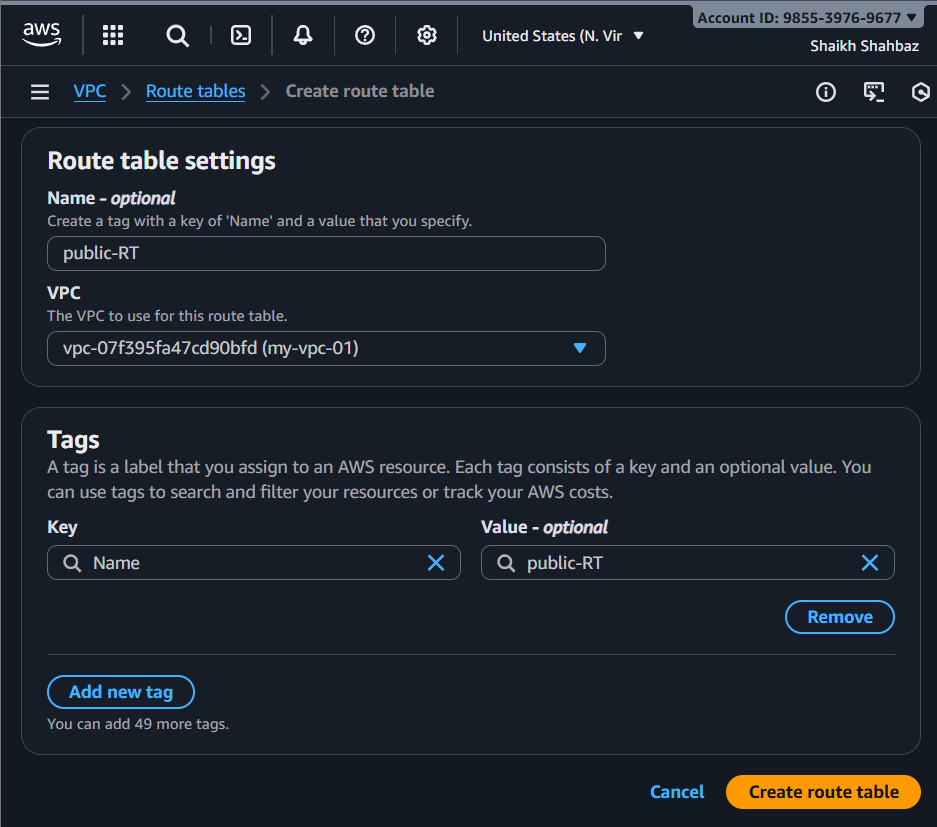 aws
United States (N. Vir
Account ID: 9855-3976-9677
Shaikh Shahbaz
VPC
Route tables
Create route table
Route table settings
Name - optional
Create a tag with a key of 'Name' and a value that you specify.
public-RT
VPC
The VPC to use for this route table.
vpc-07f395fa47cd90bfd (my-vpc-01)
Tags
A tag is a label that you assign to an AWS resource. Each tag consists of a key and an optional value. You
can use tags to search and filter your resources or track your AWS costs.
Key
Value - optional
Name
public-RT
Remove
Add new tag
You can add 49 more tags.
Cancel
Create route table